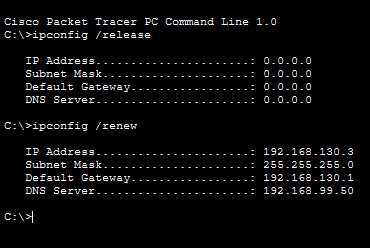 Cisco Packet Tracer PC Command Line 1.0
C:\>ipconfig /release
IP Address......................: 0.0.0.0
Subnet Mask.....................: 0.0.0.0
Default Gateway.................: 0.0.0.0
DNS Server......................: 0.0.0.0
C:\>ipconfig /renew
IP Address......................: 192.168.130.3
Subnet Mask.....................: 255.255.255.0
Default Gateway.................: 192.168.130.1
DNS Server......................: 192.168.99.50
C:\>